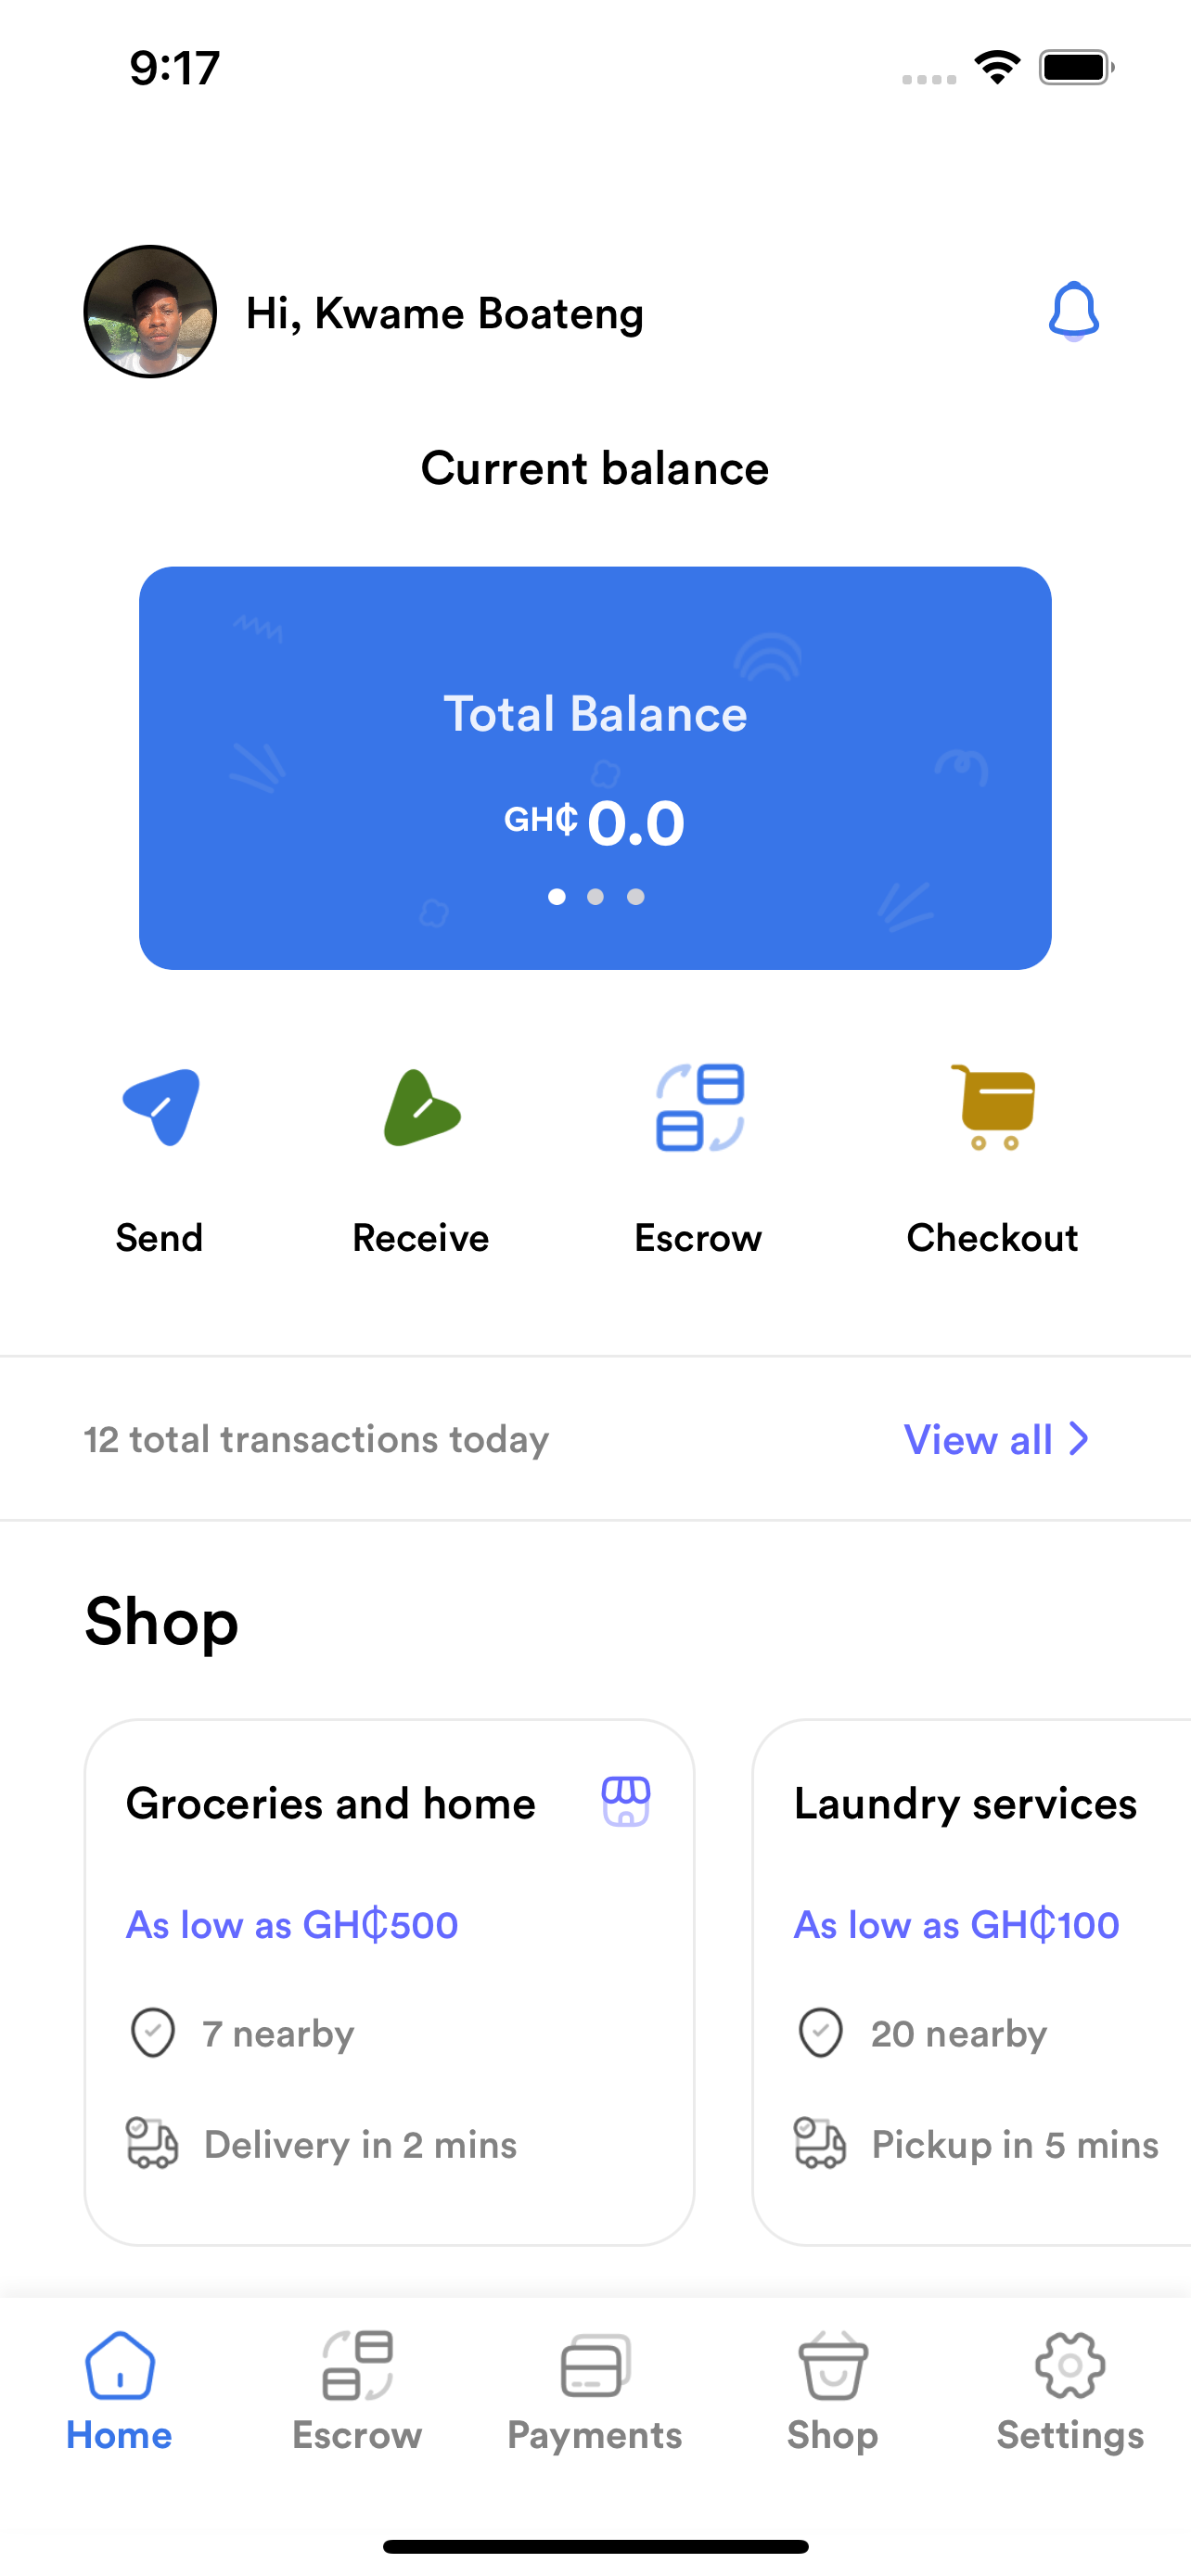 9:17
Hi, Kwame Boateng
Current balance
Total Balance
GH₵ 0.0
Send
Receive
Escrow
Checkout
12 total transactions today
View all
Shop
Groceries and home
As low as GH₵500
7 nearby
Delivery in 2 mins
Laundry services
As low as GH₵100
20 nearby
Pickup in 5 mins
Home
Escrow
Payments
Shop
Settings